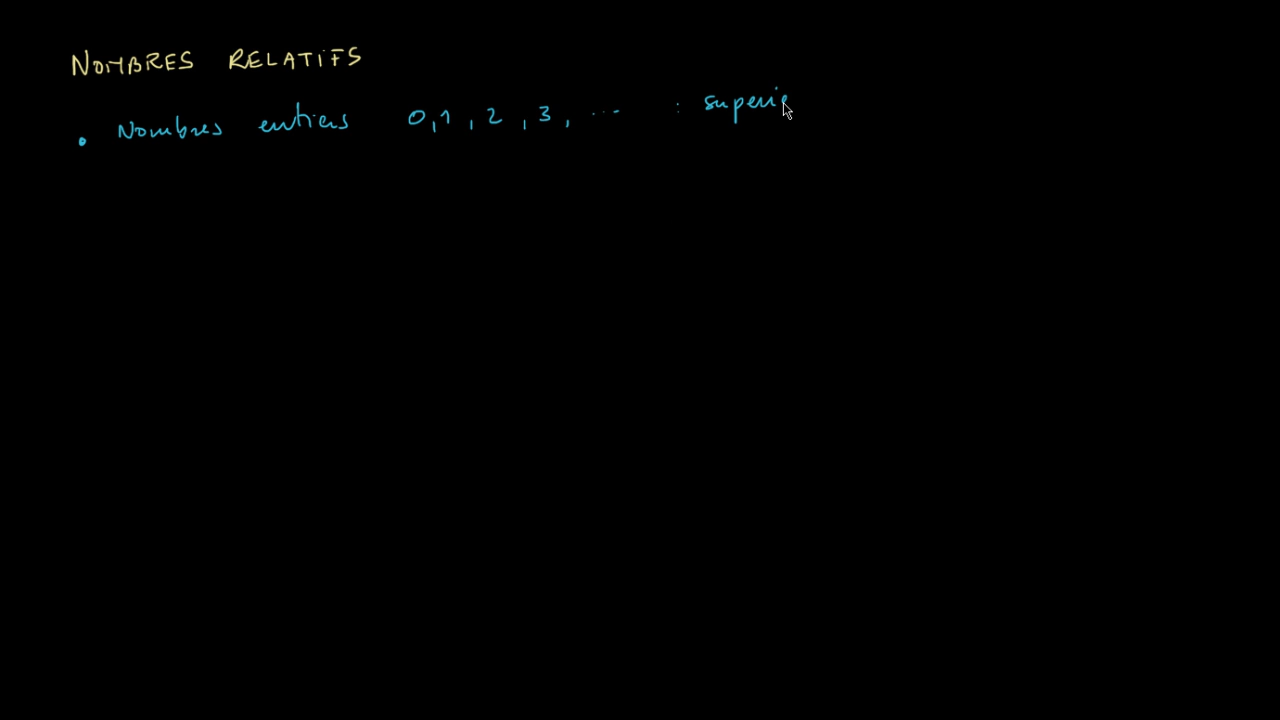 NOMBRES RELATIFS
• Nombres entiers 0, 1, 2, 3, ... : superie